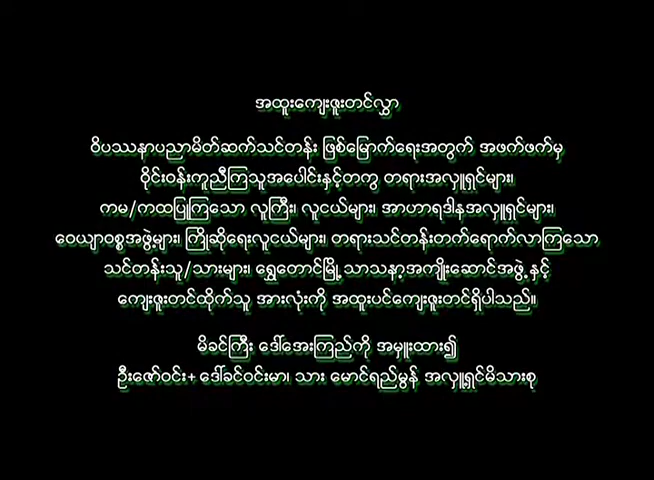 အထူးကျေးဇူးတင်လွှာ
ဝိပဿနာပညာမိတ်ဆက်သင်တန်း ဖြစ်မြောက်ရေးအတွက် အဖက်ဖက်မှ
ဝိုင်းဝန်းကူညီကြသူအပေါင်းနှင့်တကွ တရားအလှူရှင်များ၊
ကမ/ကထပြုကြသော လူကြီး၊ လူငယ်များ၊ အာဟာရဒါနအလှူရှင်များ၊
ဝေယျာဝစ္စအဖွဲ့များ၊ ကြိုဆိုရေးလူငယ်များ၊ တရားသင်တန်းတက်ရောက်လာကြသော
သင်တန်းသူ/သားများ၊ ရွှေတောင်မြို့ သာသနာ့အကျိုးဆောင်အဖွဲ့နှင့်
ကျေးဇူးတင်ထိုက်သူ အားလုံးကို အထူးပင်ကျေးဇူးတင်ရှိပါသည်။
မိခင်ကြီး ဒေါ်အေးကြည်ကို အမှူးထား၍
ဦးဇော်ဝင်း+ ဒေါ်ခင်ဝင်းမာ၊ သား မောင်ရည်မွန် အလှူရှင်မိသားစု